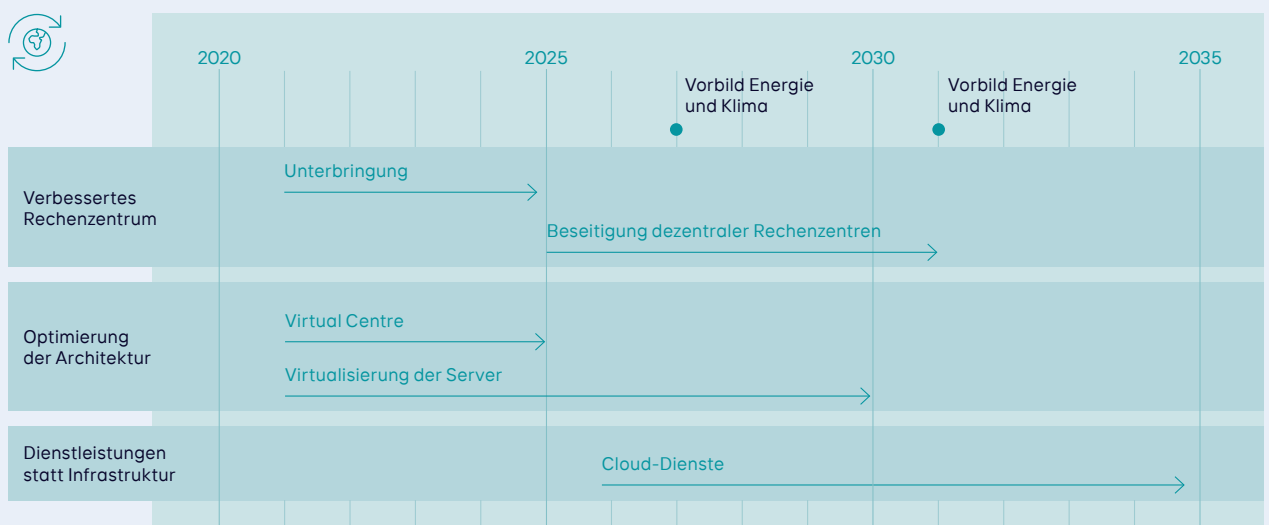 2020
2025
2030
2035
Vorbild Energie
und Klima
Vorbild Energie
und Klima
Verbessertes
Rechenzentrum
Unterbringung
Beseitigung dezentraler Rechenzentren
Optimierung
der Architektur
Virtual Centre
Virtualisierung der Server
Dienstleistungen
statt Infrastruktur
Cloud-Dienste